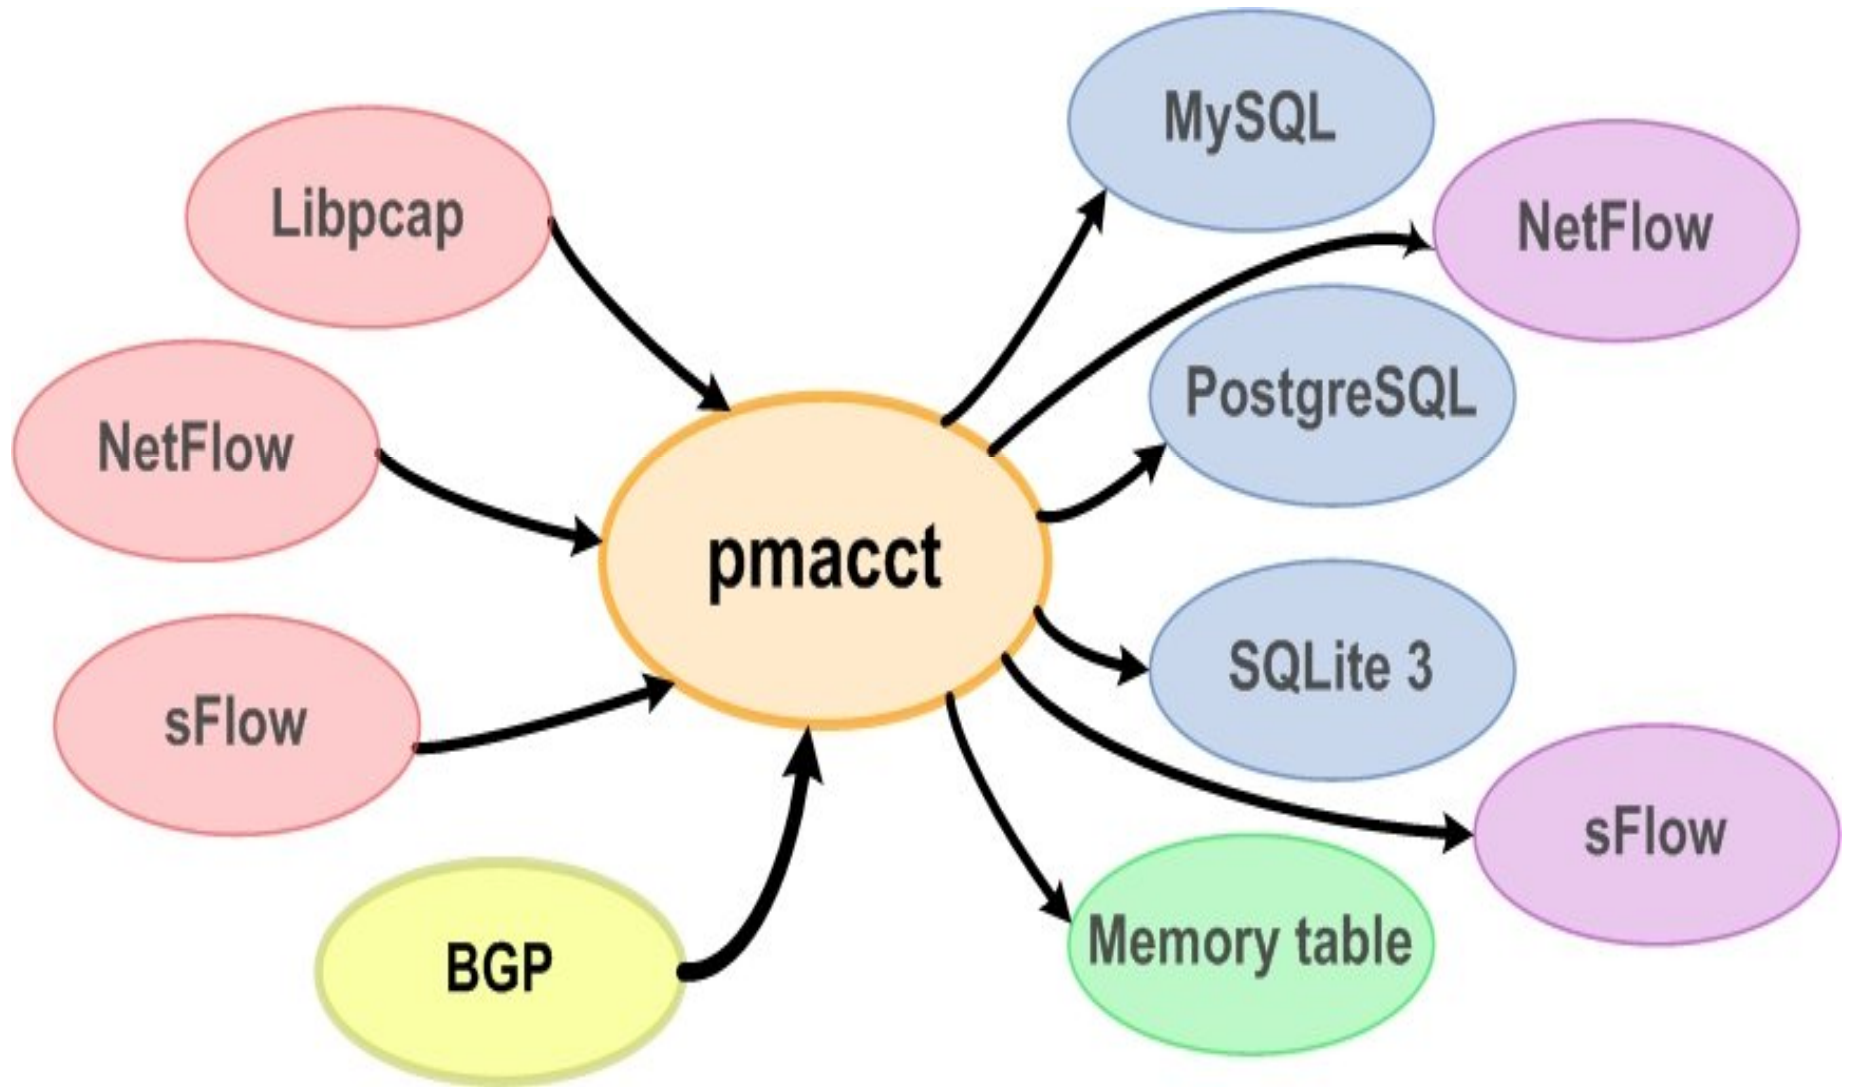 MySQL
Libpcap
NetFlow
PostgreSQL
NetFlow
pmacct
SQLite 3
sFlow
sFlow
Memory table
BGP